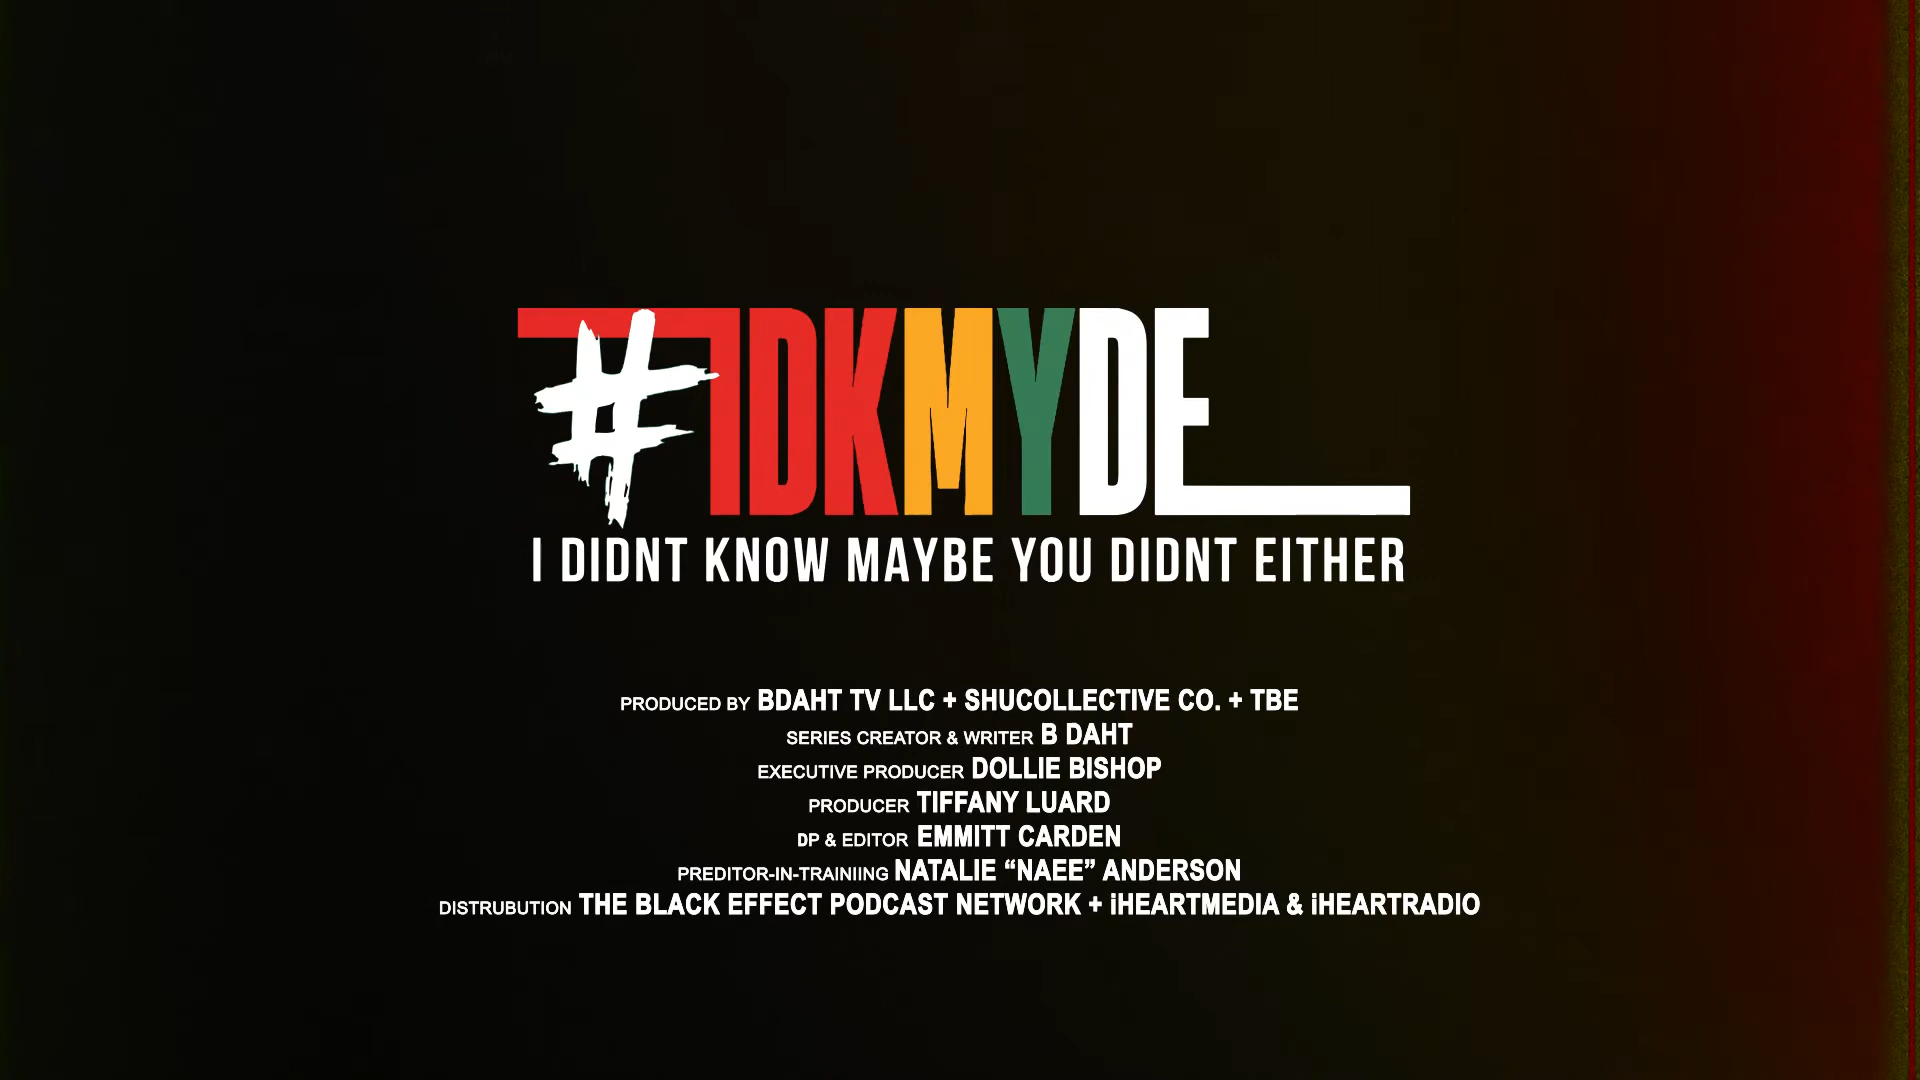 #IDKMYDE
I DIDNT KNOW MAYBE YOU DIDNT EITHER
PRODUCED BY BDAHT TV LLC + SHUCOLLECTIVE CO. + TBE
SERIES CREATOR & WRITER B DAHT
EXECUTIVE PRODUCER DOLLIE BISHOP
PRODUCER TIFFANY LUARD
DP & EDITOR EMMITT CARDEN
PREDITOR-IN-TRAINIING NATALIE “NAEE” ANDERSON
DISTRUBUTION THE BLACK EFFECT PODCAST NETWORK + iHEARTMEDIA & iHEARTRADIO